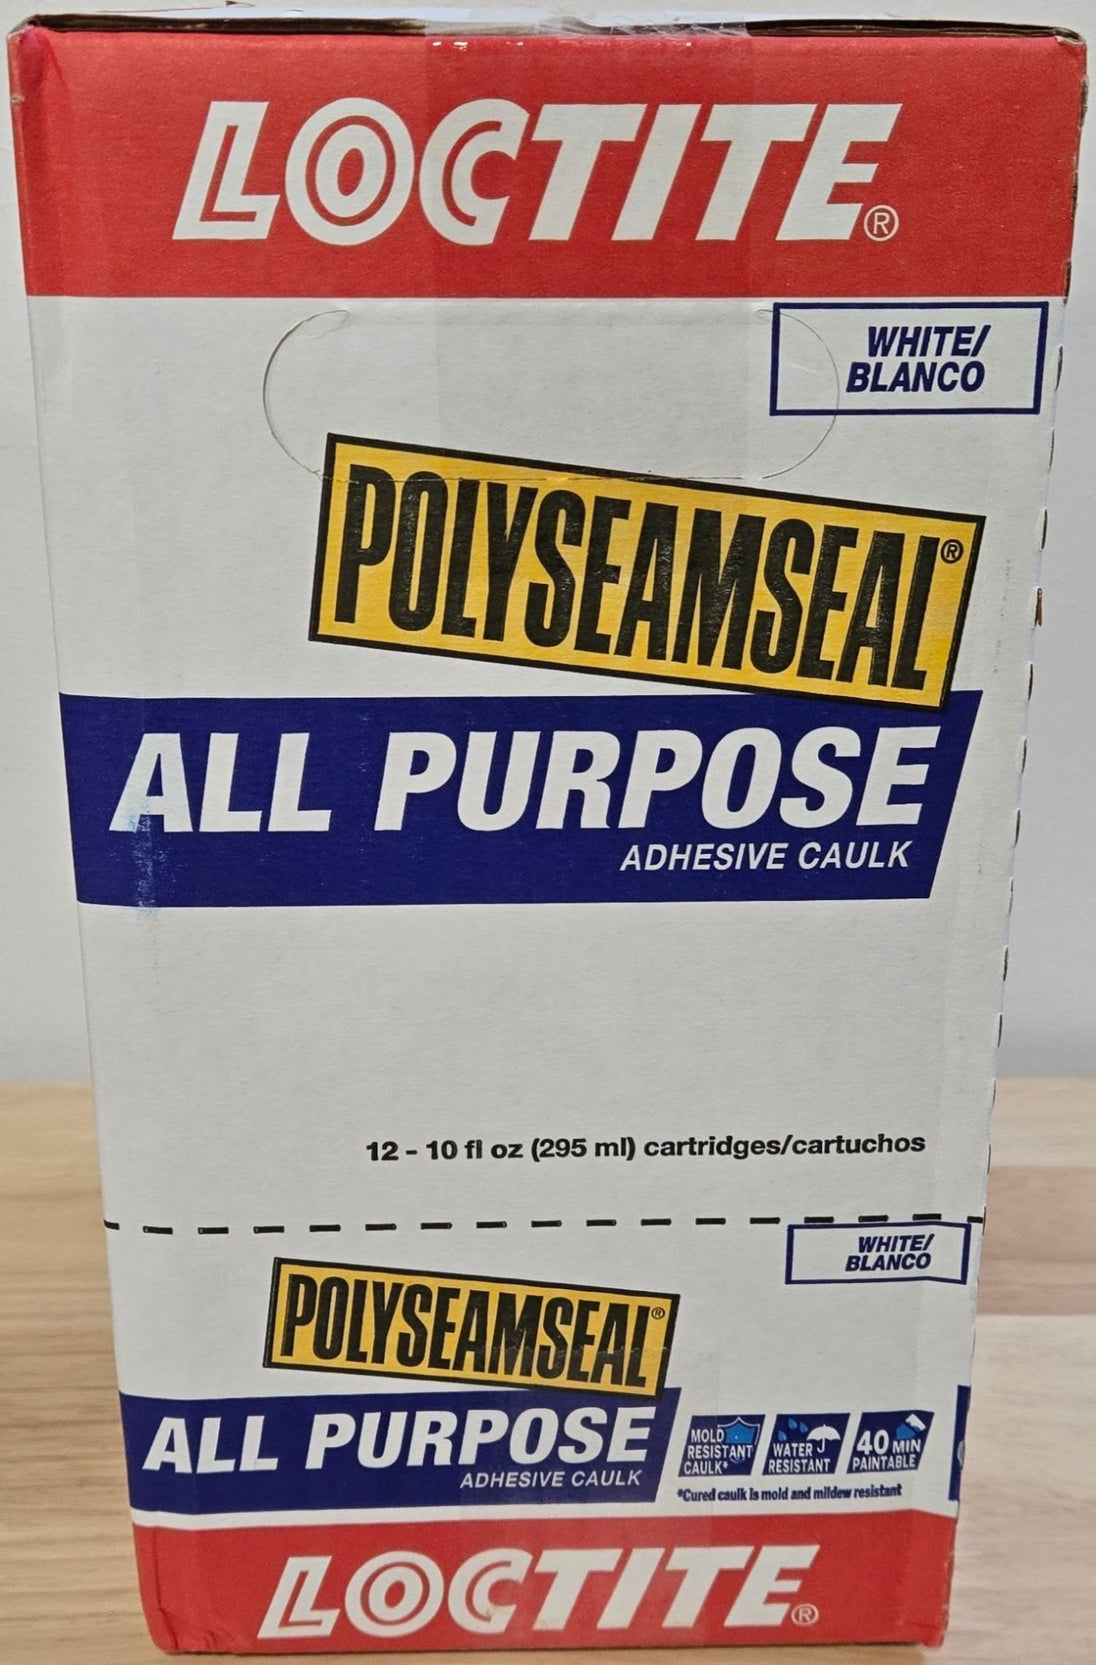 LOCTITE®
WHITE/
BLANCO
POLYSEAMSEAL®
ALL PURPOSE
ADHESIVE CAULK
12 - 10 fl oz (295 ml) cartridges/cartuchos
WHITE/
BLANCO
POLYSEAMSEAL®
ALL PURPOSE
ADHESIVE CAULK
MOLD
RESISTANT
CAULK*
WATER
RESISTANT
40 MIN
PAINTABLE
*Cured caulk is mold and mildew resistant
LOCTITE®